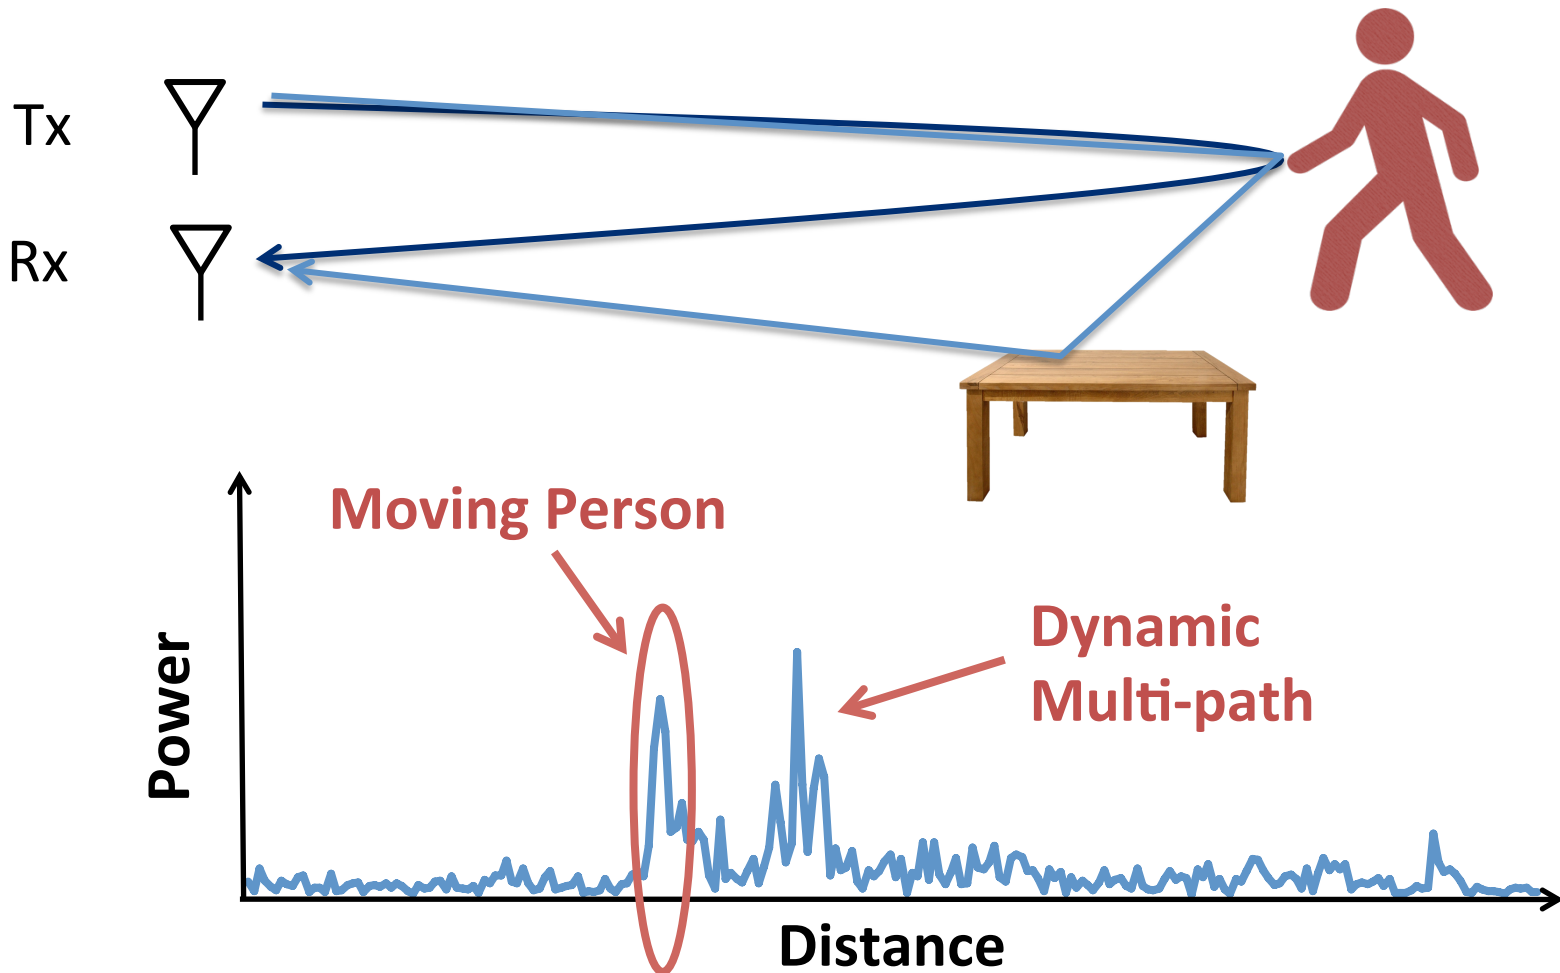 Tx
Rx
Moving Person
Dynamic
Multi-path
Power
Distance